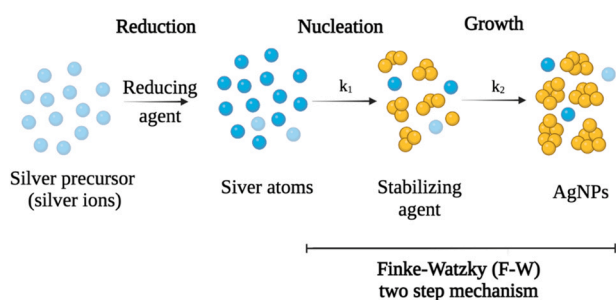 Reduction
Nucleation
Growth
Reducing
agent
k₁
k₂
Silver precursor
(silver ions)
Siver atoms
Stabilizing
agent
AgNPs
Finke-Watzky (F-W)
two step mechanism